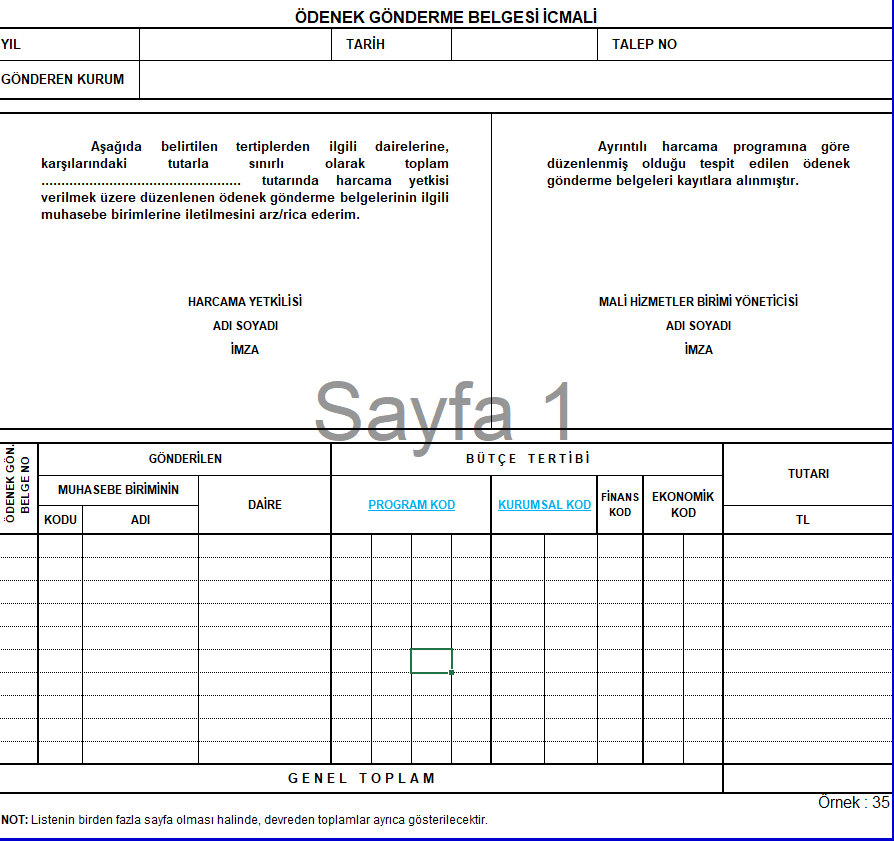 ÖDENEK GÖNDERME BELGESİ İCMALİ
YIL TARİH TALEP NO
GÖNDEREN KURUM
Aşağıda belirtilen tertiplerden ilgili dairelerine,
karşılarındaki tutarla sınırlı olarak toplam
.................................................. tutarında harcama yetkisi
verilmek üzere düzenlenen ödenek gönderme belgelerinin ilgili
muhasebe birimlerine iletilmesini arz/rica ederim.
HARCAMA YETKİLİSİ
ADI SOYADI
İMZA
Ayrıntılı harcama programına göre
düzenlenmiş olduğu tespit edilen ödenek
gönderme belgeleri kayıtlara alınmıştır.
MALİ HİZMETLER BİRİMİ YÖNETİCİSİ
ADI SOYADI
İMZA
Sayfa 1
ÖDENEK GÖN.
BELGE NO
GÖNDERİLEN
MUHASEBE BİRİMİNİN
KODU ADI
DAİRE
BÜTÇE TERTİBİ
PROGRAM KOD
KURUMSAL KOD
FİNANS
KOD
EKONOMİK
KOD
TUTARI
TL
GENEL TOPLAM
Örnek : 35
NOT: Listenin birden fazla sayfa olması halinde, devreden toplamlar ayrıca gösterilecektir.